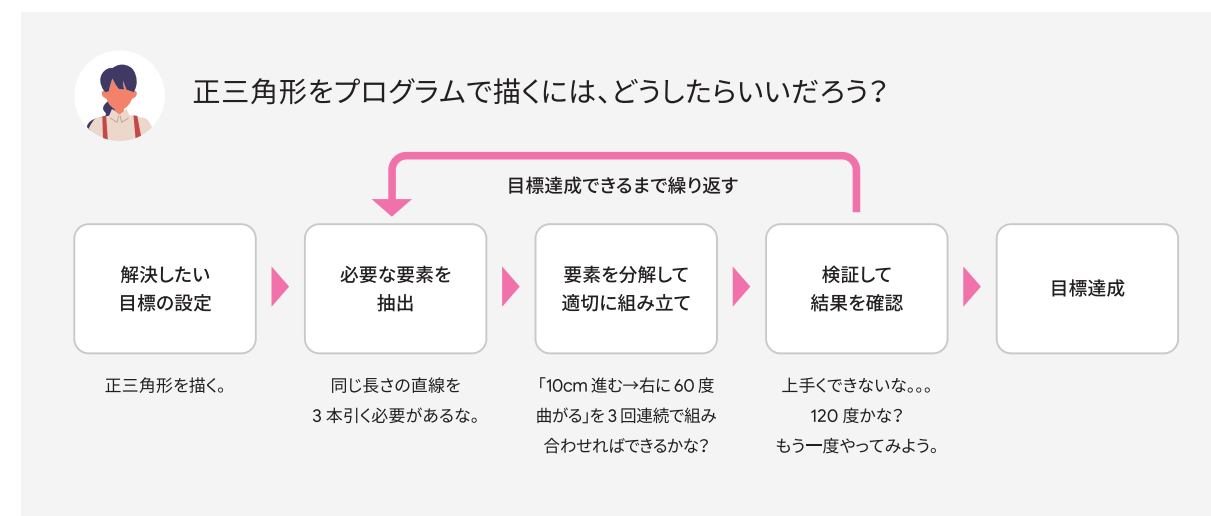 正三角形をプログラムで描くには、どうしたらいいだろう？
目標達成できるまで繰り返す
解決したい
目標の設定
必要な要素を
抽出
要素を分解して
適切に組み立て
検証して
結果を確認
目標達成
正三角形を描く。
同じ長さの直線を
3 本引く必要があるな。
「10cm 進む→右に 60 度
曲がる」を 3 回連続で組み
合わせればできるかな？
上手くできないな。。。
120 度かな？
もう一度やってみよう。